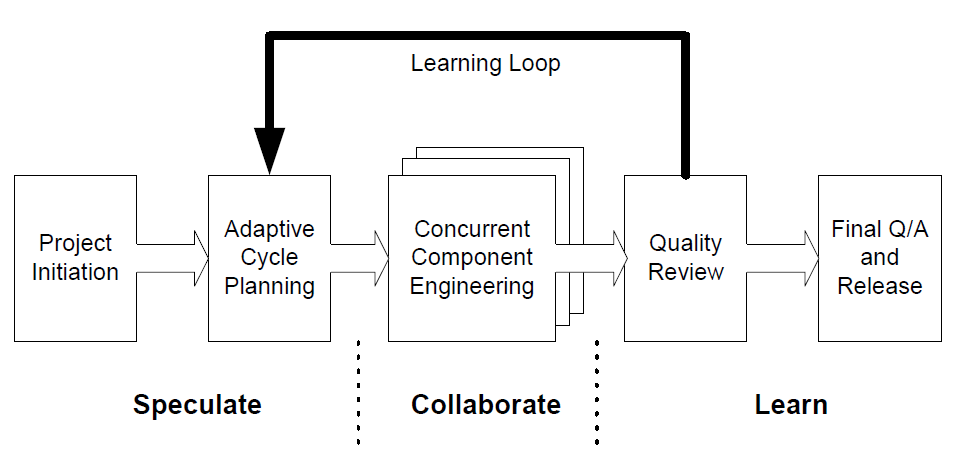 Learning Loop
Project
Initiation
Adaptive
Cycle
Planning
Concurrent
Component
Engineering
Quality
Review
Final Q/A
and
Release
Speculate
Collaborate
Learn